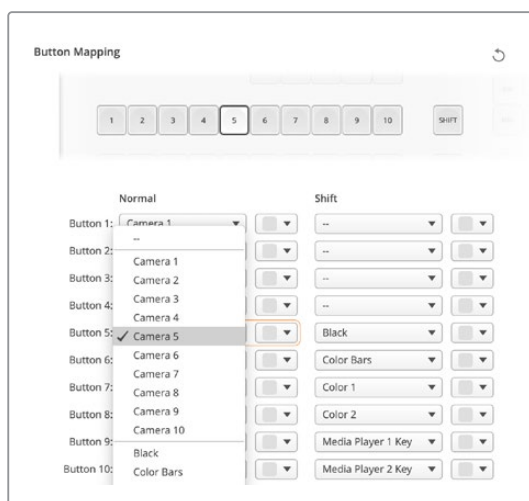 Button Mapping
1 2 3 4 5 6 7 8 9 10 SHIFT
Normal Shift
Button 1: Camera 1 --
Button 2: --
Button 3: --
Button 4: --
Button 5: Black
Button 6: Color Bars
Button 7: Color 1
Button 8: Color 2
Button 9: Media Player 1 Key
Button 10: Media Player 2 Key
--
Camera 1
Camera 2
Camera 3
Camera 4
Camera 5
Camera 6
Camera 7
Camera 8
Camera 9
Camera 10
Black
Color Bars